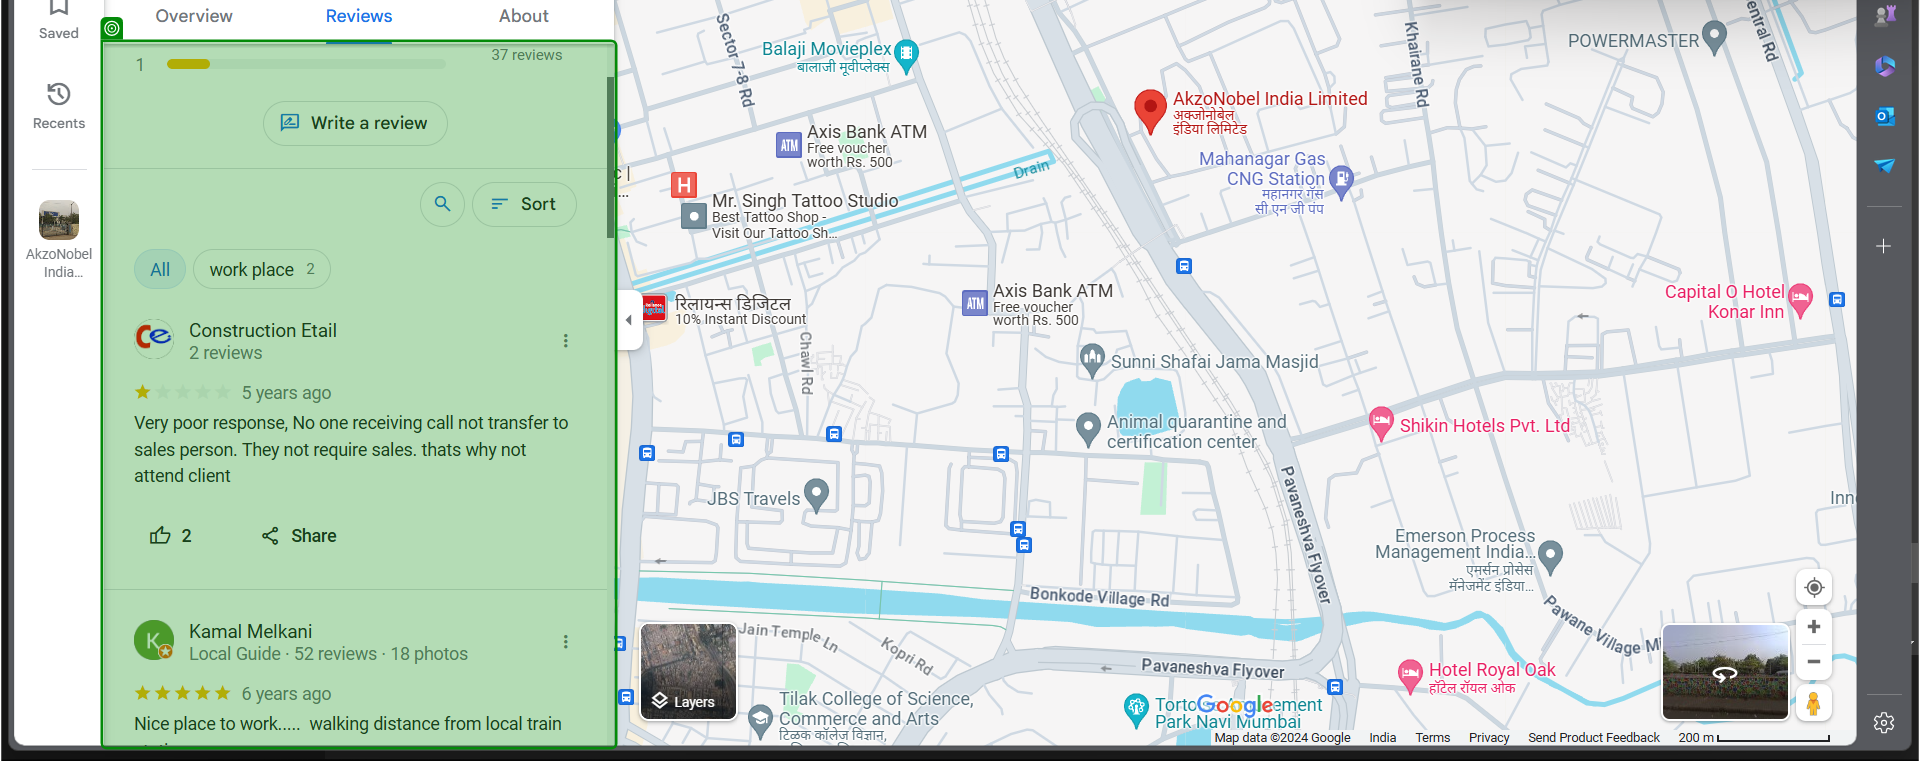 Saved
Recents
AkzoNobel
India...
Overview
Reviews
About
1
37 reviews
Write a review
Sort
All
work place 2
Construction Etail
2 reviews
5 years ago
Very poor response, No one receiving call not transfer to
sales person. They not require sales. thats why not
attend client
2
Share
K
Kamal Melkani
Local Guide · 52 reviews · 18 photos
6 years ago
Nice place to work..... walking distance from local train
Sector 7-8 Rd
Balaji Movieplex
बालाजी मूवीप्लेक्स
Axis Bank ATM
Free voucher
worth Rs. 500
ATM
H
Mr. Singh Tattoo Studio
Best Tattoo Shop -
Visit Our Tattoo Sh...
Drain
रिलायन्स डिजिटल
10% Instant Discount
Chawl Rd
ATM
Axis Bank ATM
Free voucher
worth Rs. 500
Sunni Shafai Jama Masjid
Animal quarantine and
certification center
JBS Travels
AkzoNobel India Limited
अक्जोनोबेल
इंडिया लिमिटेड
Mahanagar Gas
CNG Station
महानगर गॅस
सी एन जी पंप
Khairane Rd
POWERMASTER
entral Rd
Capital O Hotel
Konar Inn
Shikin Hotels Pvt. Ltd
Pavaneshva Flyover
Inn
Emerson Process
Management India...
एमर्सन प्रोसेस
मॅनेजमेंट इंडिया...
Bonkode Village Rd
Pawane Village M
Jain Temple Ln
Kopri Rd
Pavaneshva Flyover
Hotel Royal Oak
हॉटेल रॉयल ओक
Layers
Tilak College of Science,
Commerce and Arts
टिळक कॉलेज विज्ञान,
Torto
ement
Park Navi Mumbai
Google
Map data ©2024 Google
India
Terms
Privacy
Send Product Feedback
200 m